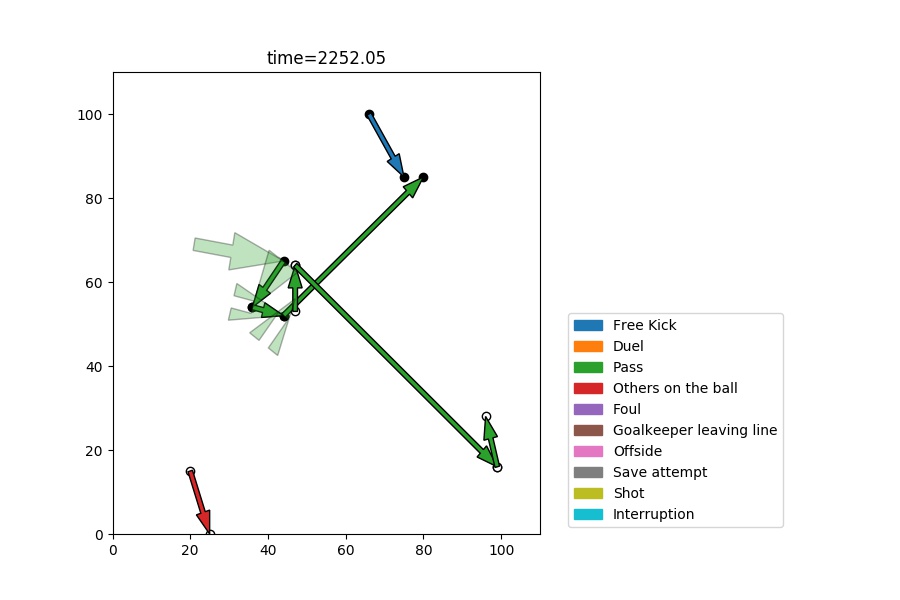 time=2252.05
100
80
60
40
20
0
0
20
40
60
80
100
Free Kick
Duel
Pass
Others on the ball
Foul
Goalkeeper leaving line
Offside
Save attempt
Shot
Interruption